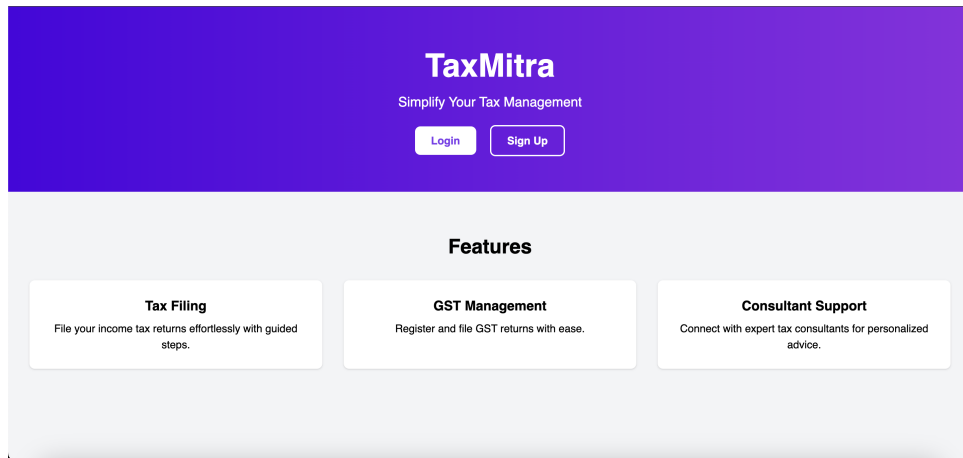 TaxMitra
Simplify Your Tax Management
Login
Sign Up
Features
Tax Filing
File your income tax returns effortlessly with guided
steps.
GST Management
Register and file GST returns with ease.
Consultant Support
Connect with expert tax consultants for personalized
advice.